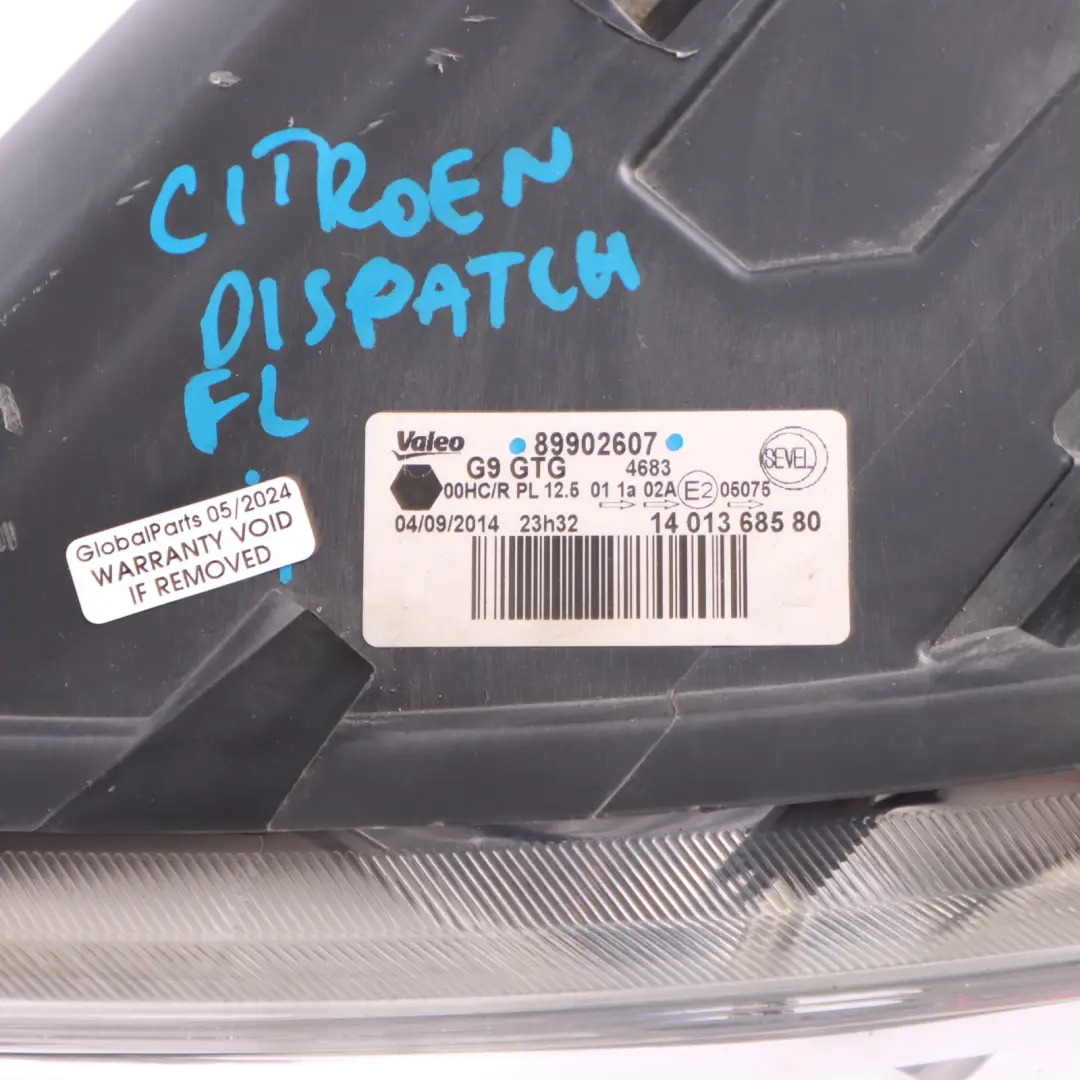 CITROEN
DISPATCH
FL
Valeo 89902607 SEVEL
G9 GTG 4683
00HC/R PL 12.5 01 1a 02A E2 05075
04/09/2014 23h32 14 013 685 80
GlobalParts 05/2024
WARRANTY VOID
IF REMOVED